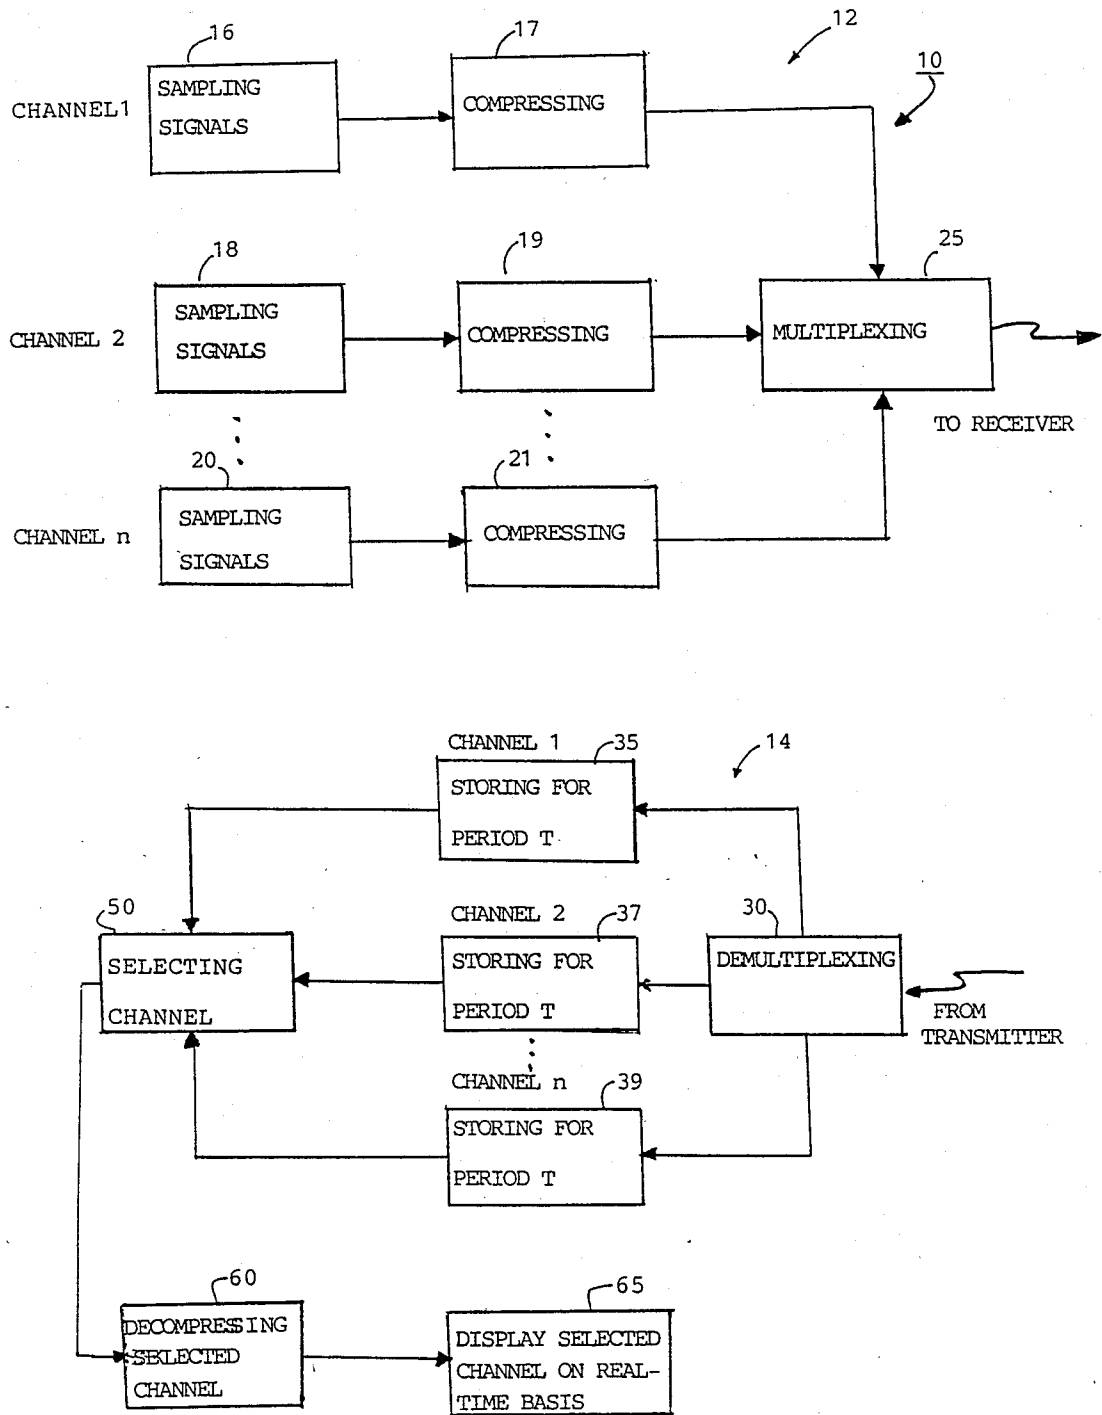 16
17
12
10
CHANNEL1
SAMPLING
SIGNALS
COMPRESSING
18
19
25
CHANNEL 2
SAMPLING
SIGNALS
COMPRESSING
MULTIPLEXING
TO RECEIVER
20
21
CHANNEL n
SAMPLING
SIGNALS
COMPRESSING
CHANNEL 1
35
14
STORING FOR
PERIOD T
50
CHANNEL 2
37
30
SELECTING
CHANNEL
STORING FOR
PERIOD T
DEMULTIPLEXING
FROM
TRANSMITTER
CHANNEL n
39
STORING FOR
PERIOD T
60
65
DECOMPRESSING
SELECTED
CHANNEL
DISPLAY SELECTED
CHANNEL ON REAL-
TIME BASIS